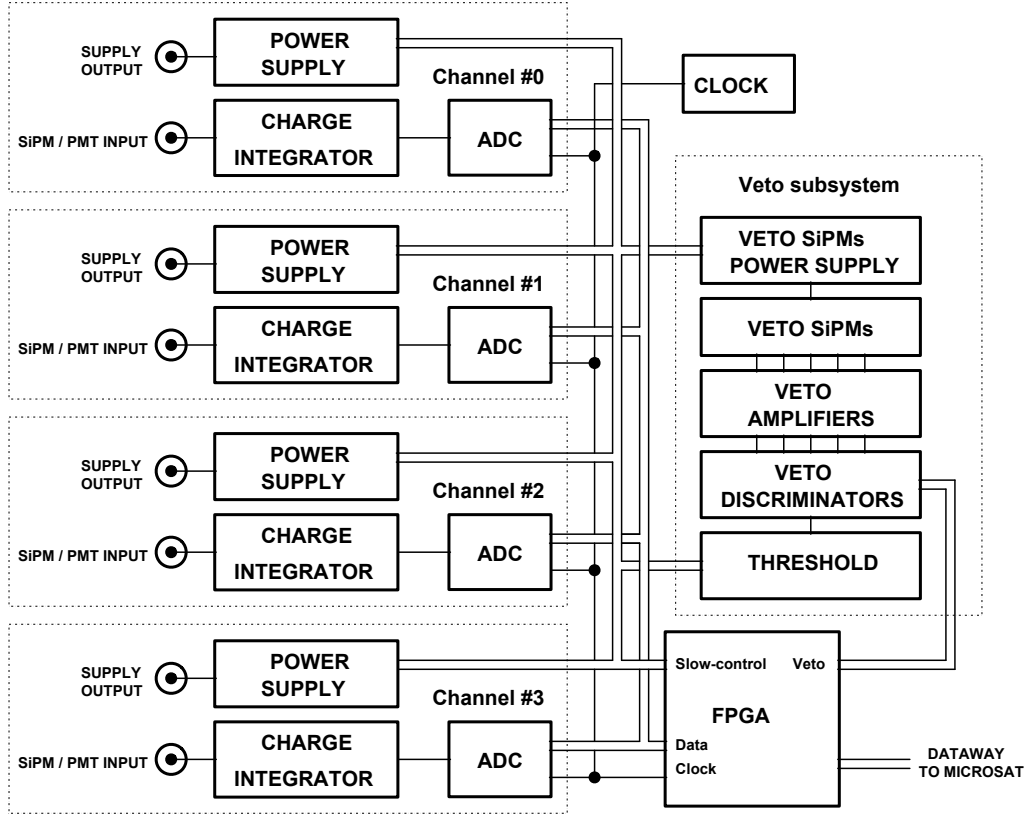 SUPPLY
OUTPUT
POWER
SUPPLY
Channel #0
SiPM / PMT INPUT
CHARGE
INTEGRATOR
ADC
SUPPLY
OUTPUT
POWER
SUPPLY
Channel #1
SiPM / PMT INPUT
CHARGE
INTEGRATOR
ADC
SUPPLY
OUTPUT
POWER
SUPPLY
Channel #2
SiPM / PMT INPUT
CHARGE
INTEGRATOR
ADC
SUPPLY
OUTPUT
POWER
SUPPLY
Channel #3
SiPM / PMT INPUT
CHARGE
INTEGRATOR
ADC
CLOCK
Veto subsystem
VETO SiPMs
POWER SUPPLY
VETO SiPMs
VETO
AMPLIFIERS
VETO
DISCRIMINATORS
THRESHOLD
Slow-control Veto
FPGA
Data
Clock
DATAWAY
TO MICROSAT